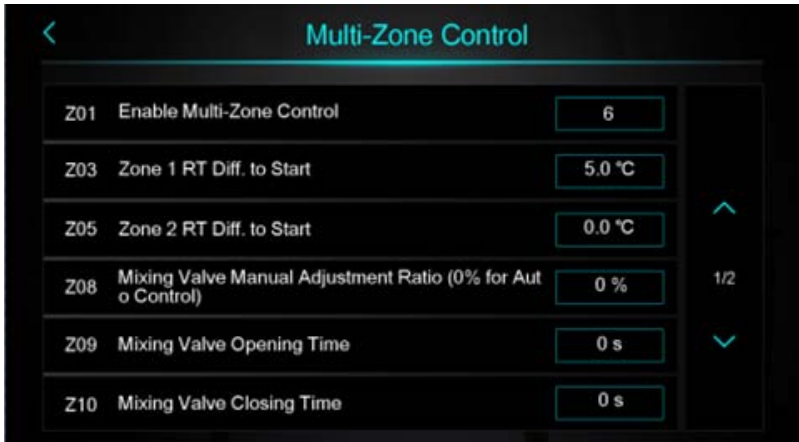 Multi-Zone Control
Z01 Enable Multi-Zone Control 6
Z03 Zone 1 RT Diff. to Start 5.0 ℃
Z05 Zone 2 RT Diff. to Start 0.0 ℃
Z08 Mixing Valve Manual Adjustment Ratio (0% for Aut
o Control) 0 %
1/2
Z09 Mixing Valve Opening Time 0 s
Z10 Mixing Valve Closing Time 0 s